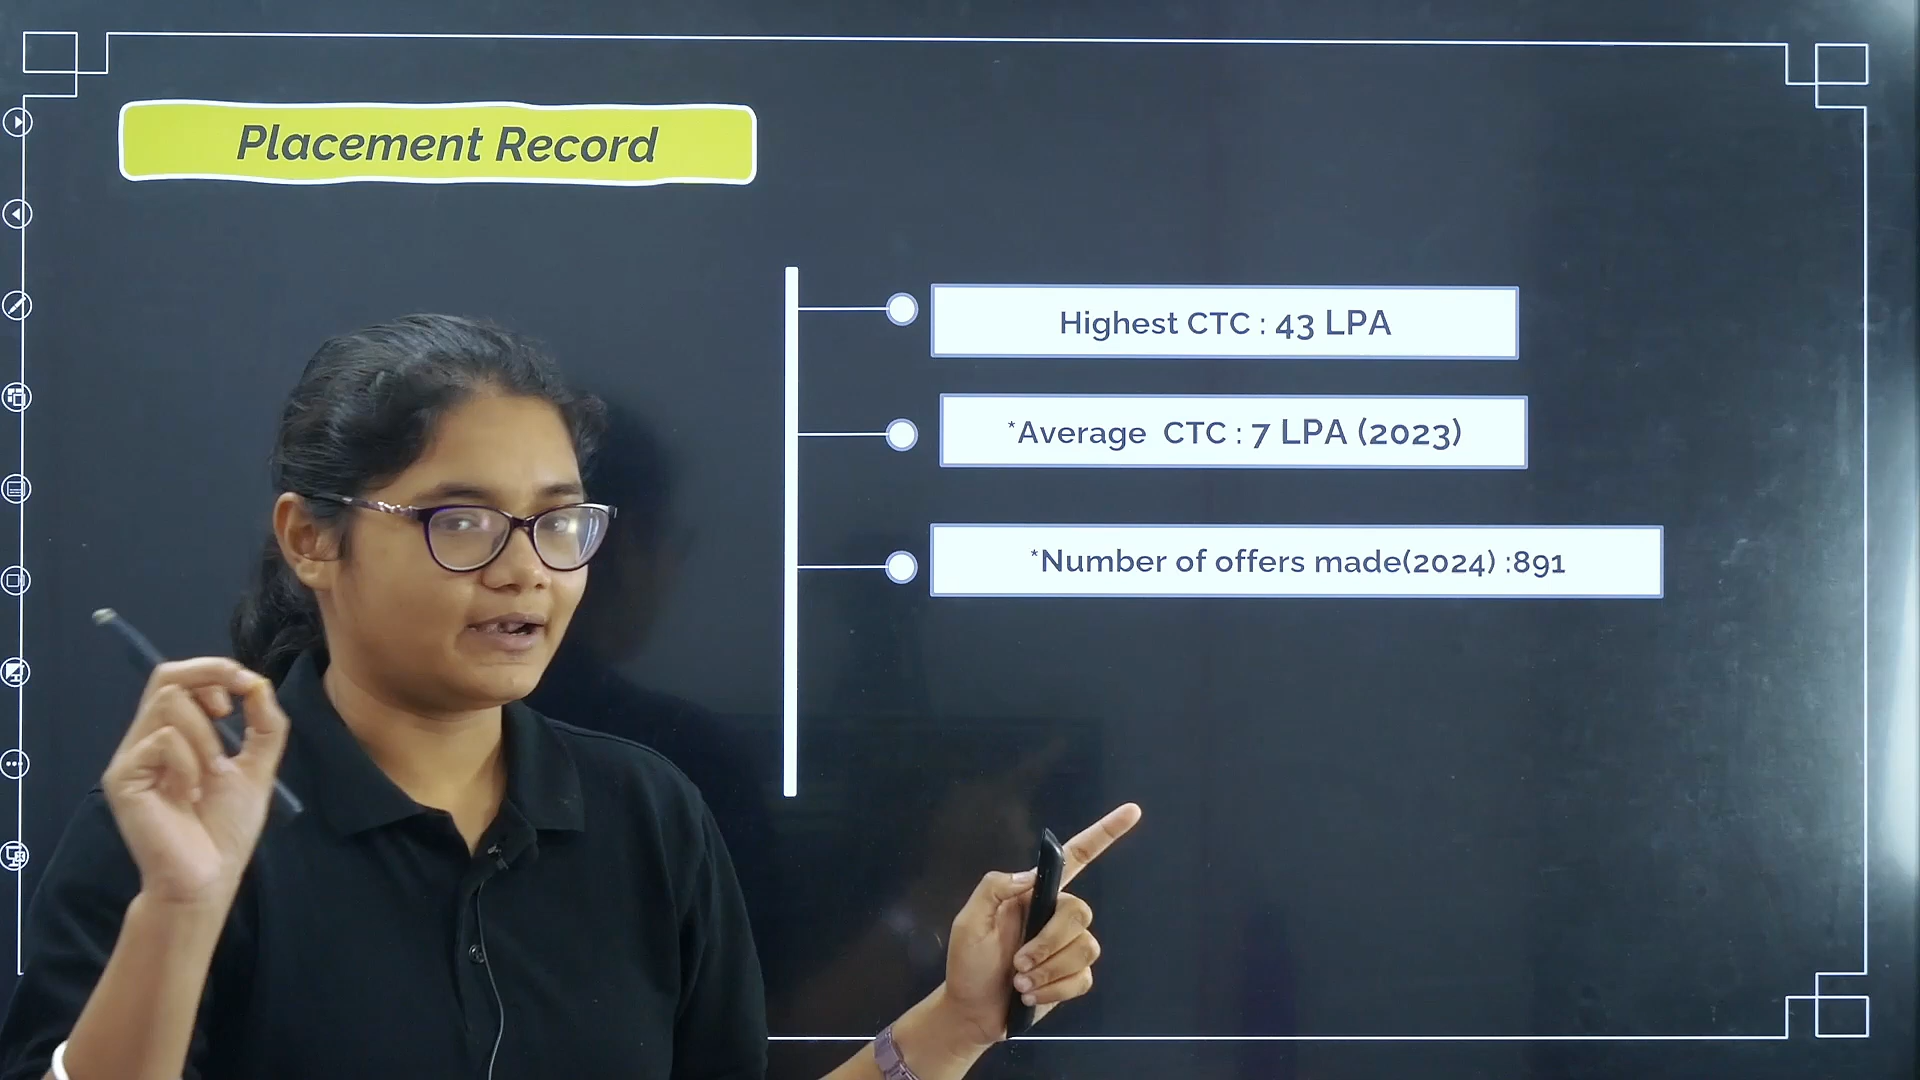 Placement Record
Highest CTC : 43 LPA
*Average CTC : 7 LPA (2023)
*Number of offers made(2024) :891